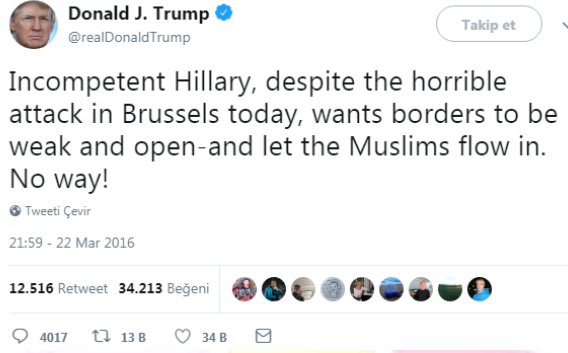 Donald J. Trump
@realDonaldTrump
Takip et
Incompetent Hillary, despite the horrible
attack in Brussels today, wants borders to be
weak and open-and let the Muslims flow in.
No way!
Tweeti Çevir
21:59 - 22 Mar 2016
12.516 Retweet 34.213 Beğeni
4017 13 B 34 B